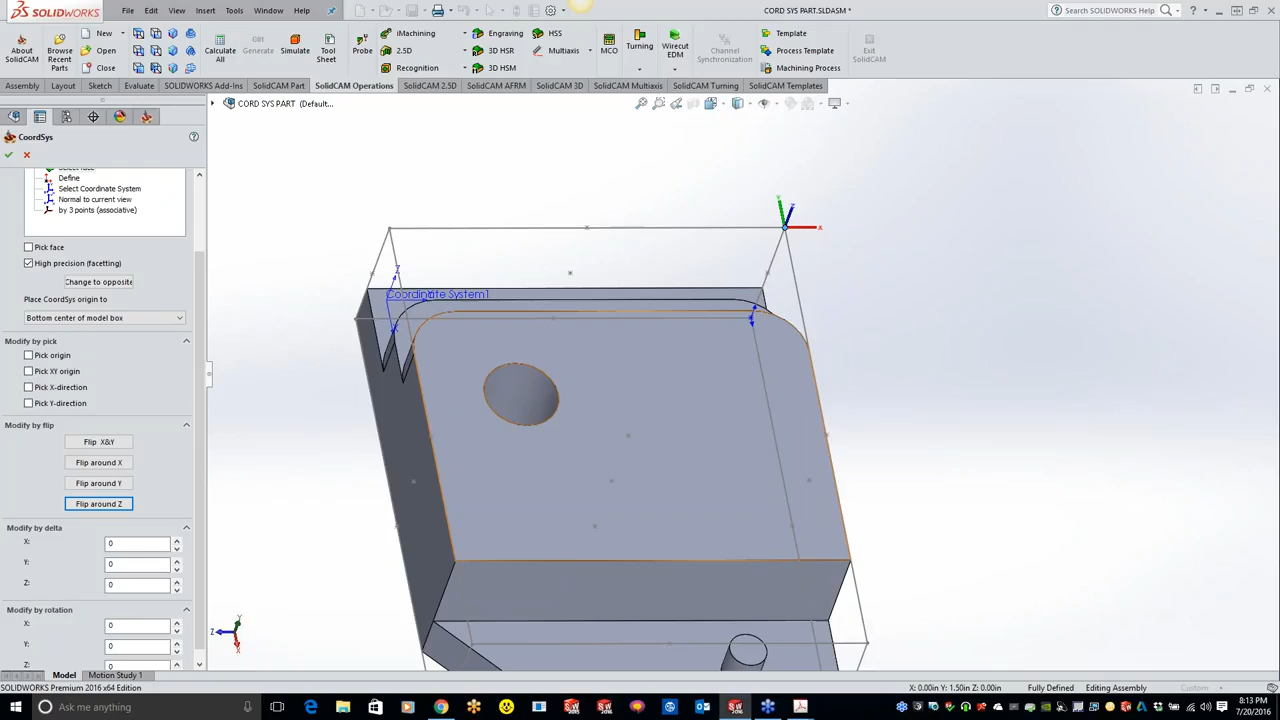 SOLIDWORKS File Edit View Insert Tools Window Help CORD SYS PART.SLDASM * Search SOLIDWORKS Help
About SolidCAM Browse Recent Parts New Open Close Calculate All Generate Simulate Tool Sheet Probe iMachining 2.5D Recognition Engraving 3D HSR 3D HSM HSS Multiaxis MCO Turning Wirecut EDM Channel Synchronization Template Process Template Machining Process Exit SolidCAM
Assembly Layout Sketch Evaluate SOLIDWORKS Add-Ins SolidCAM Part SolidCAM Operations SolidCAM 2.5D SolidCAM AFRM SolidCAM 3D SolidCAM Multiaxis SolidCAM Turning SolidCAM Templates
CORD SYS PART (Default...
CoordSys
Define
Select Coordinate System
Normal to current view
by 3 points (associative)
Pick face
High precision (facetting)
Change to opposite
Place CoordSys origin to
Bottom center of model box
Modify by pick
Pick origin
Pick XY origin
Pick X-direction
Pick Y-direction
Modify by flip
Flip X&Y
Flip around X
Flip around Y
Flip around Z
Modify by delta
X: 0
Y: 0
Z: 0
Modify by rotation
X: 0
Y: 0
Z: 0
Y Z X
Z
Coordinate System1
Y
Z X
Model Motion Study 1
SOLIDWORKS Premium 2016 x64 Edition X: 0.00in Y: 1.50in Z: 0.00in Fully Defined Editing Assembly Custom
Ask me anything 8:13 PM
7/20/2016